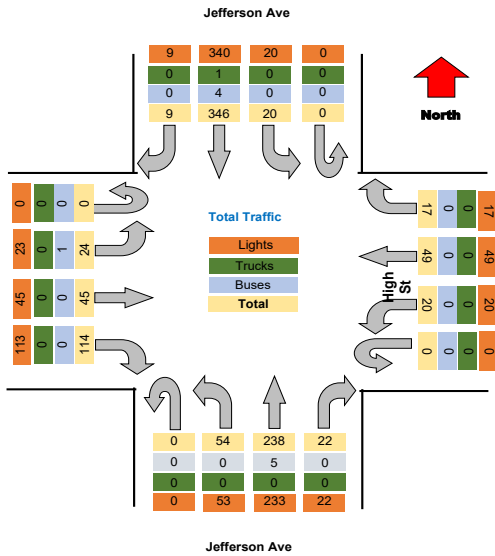 Jefferson Ave
9 340 20 0
0 1 0 0
0 4 0 0
9 346 20 0
North
0 0 0 0
23 0 1 24
45 0 0 45
113 0 0 114
Total Traffic
Lights
Trucks
Buses
Total
High St
17 0 0 17
49 0 0 49
20 0 0 20
0 0 0 0
0 54 238 22
0 0 5 0
0 0 0 0
0 53 233 22
Jefferson Ave